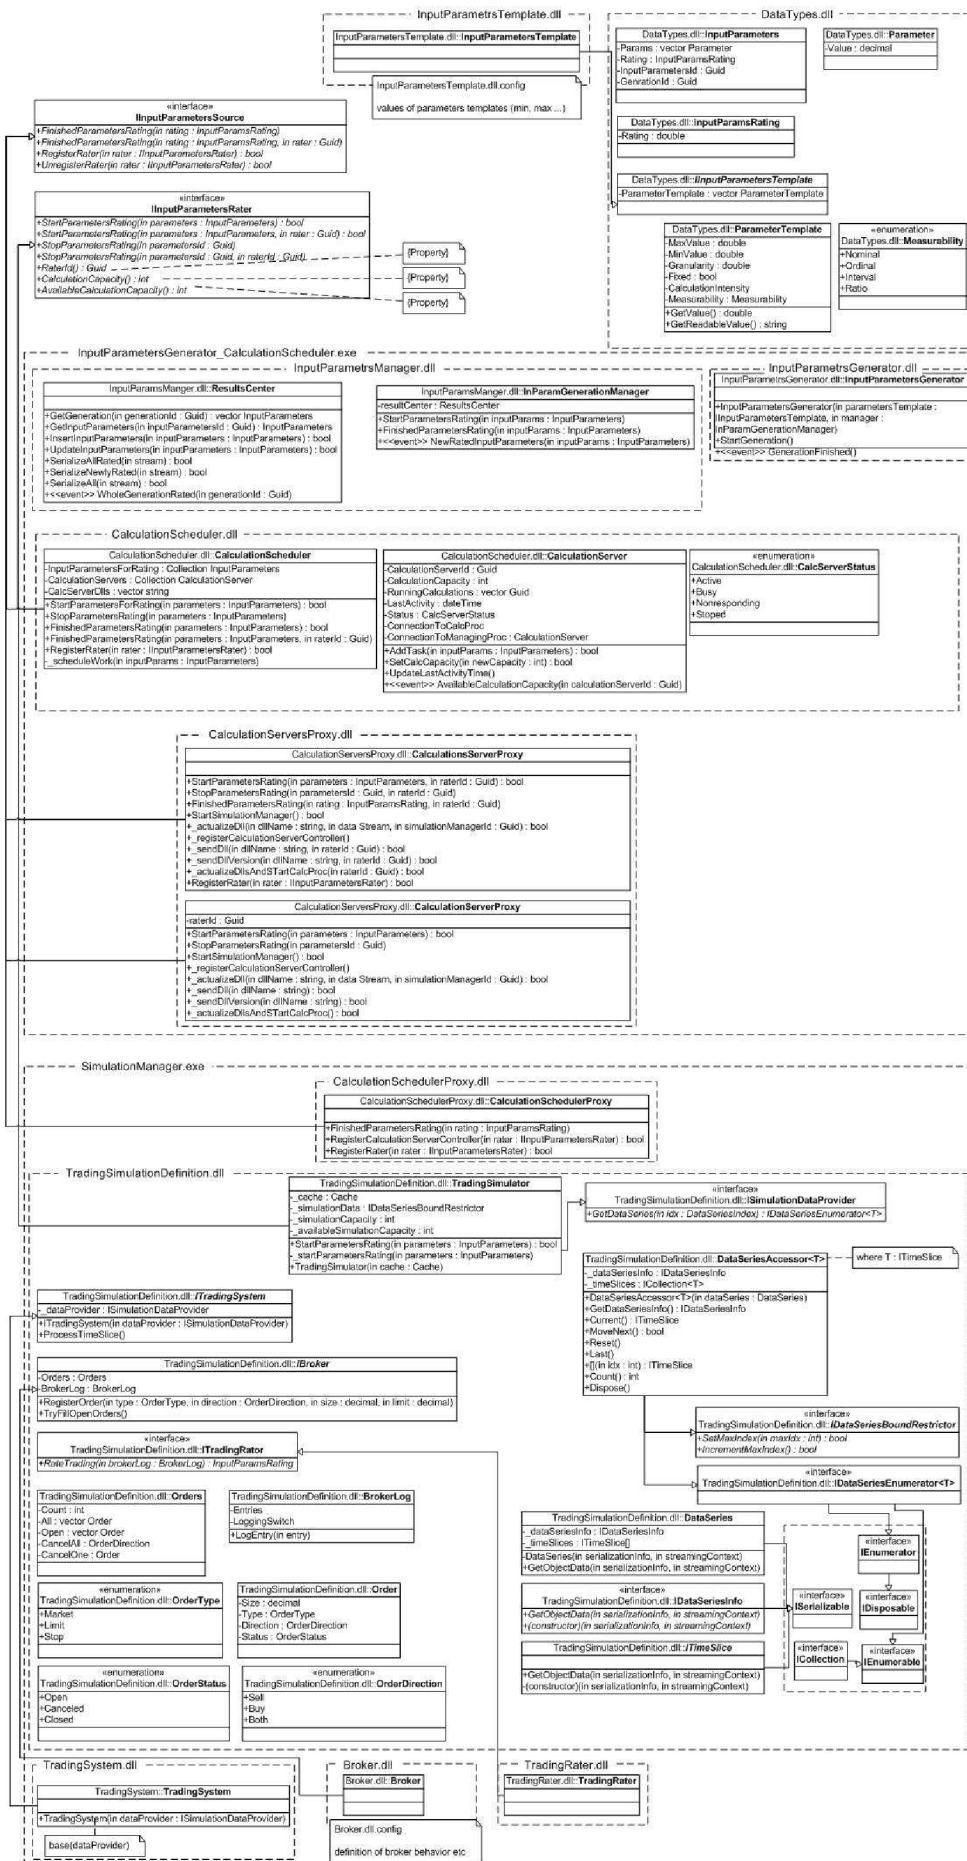 InputParametrsTemplate.dll
InputParametersTemplate.dll::InputParametersTemplate
InputParametersTemplate.dll.config
values of parameters templates (min, max ...)
DataTypes.dll
DataTypes.dll::InputParameters
-Params : vector Parameter
-Rating : InputParamsRating
-InputParametersId : Guid
-GenrationId : Guid
DataTypes.dll::Parameter
-Value : decimal
DataTypes.dll::InputParamsRating
-Rating : double
DataTypes.dll::IInputParametersTemplate
-ParameterTemplate : vector ParameterTemplate
DataTypes.dll::ParameterTemplate
-MaxValue : double
-MinValue : double
-Granularity : double
-Fixed : bool
-CalculationIntensity
-Measurability : Measurability
+GetValue() : double
+GetReadableValue() : string
«enumeration»
DataTypes.dll::Measurability
+Nominal
+Ordinal
+Interval
+Ratio
«interface»
IInputParametersSource
+FinishedParametersRating(in rating : InputParamsRating)
+FinishedParametersRating(in rating : InputParamsRating, in rater : Guid)
+RegisterRater(in rater : IInputParametersRater) : bool
+UnregisterRater(in rater : IInputParametersRater) : bool
«interface»
IInputParametersRater
+StartParametersRating(in parameters : InputParameters) : bool
+StartParametersRating(in parameters : InputParameters, in rater : Guid) : bool
+StopParametersRating(in parametersId : Guid)
+StopParametersRating(in parametersId : Guid, in raterId : Guid)
+RaterId() : Guid
+CalculationCapacity() : int
+AvailableCalculationCapacity() : int
{Property}
{Property}
{Property}
InputParametersGenerator_CalculationScheduler.exe
InputParametrsManager.dll
InputParamsManger.dll::ResultsCenter
+GetGeneration(in generationId : Guid) : vector InputParameters
+GetInputParameters(in inputParametersId : Guid) : InputParameters
+InsertInputParameters(in inputParameters : InputParameters) : bool
+UpdateInputParameters(in inputParameters : InputParameters) : bool
+SerializeAllRated(in stream) : bool
+SerializeNewlyRated(in stream) : bool
+SerializeAll(in stream) : bool
+<<event>> WholeGenerationRated(in generationId : Guid)
InputParamsManger.dll::InParamGenerationManager
-resultCenter : ResultsCenter
+StartParametersRating(in inputParams : InputParameters)
+FinishedParametersRating(in inputParams : InputParameters)
+<<event>> NewRatedInputParameters(in inputParams : InputParameters)
InputParametrsGenerator.dll
InputParametrsGenerator.dll::InputParametersGenerator
+InputParametersGenerator(in parametersTemplate :
IInputParametersTemplate, in manager :
InParamGenerationManager)
+StartGeneration()
+<<event>> GenerationFinished()
CalculationScheduler.dll
CalculationScheduler.dll::CalculationScheduler
-InputParametersForRating : Collection InputParameters
-CalculationServers : Collection CalculationServer
-CalcServerDlls : vector string
+StartParametersForRating(in parameters : InputParameters) : bool
+StopParametersRating(in parameters : InputParameters)
+FinishedParametersRating(in parameters : InputParameters) : bool
+FinishedParametersRating(in parameters : InputParameters, in raterId : Guid)
+RegisterRater(in rater : IInputParametersRater) : bool
-_scheduleWork(in inputParams : InputParameters)
CalculationScheduler.dll::CalculationServer
-CalculationServerId : Guid
-CalculationCapacity : int
-RunningCalculations : vector Guid
-LastActivity : dateTime
-Status : CalcServerStatus
-ConnectionToCalcProc
-ConnectionToManagingProc : CalculationServer
+AddTask(in inputParams : InputParameters) : bool
+SetCalcCapacity(in newCapacity : int) : bool
+UpdateLastActivityTime()
+<<event>> AvailableCalculationCapacity(in calculationServerId : Guid)
«enumeration»
CalculationScheduler.dll::CalcServerStatus
+Active
+Busy
+Nonresponding
+Stoped
CalculationServersProxy.dll
CalculationServersProxy.dll::CalculationsServerProxy
+StartParametersRating(in parameters : InputParameters, in raterId : Guid) : bool
+StopParametersRating(in parametersId : Guid, in raterId : Guid)
+FinishedParametersRating(in rating : InputParamsRating, in raterId : Guid)
+StartSimulationManager() : bool
+_actualizeDll(in dllName : string, in data Stream, in simulationManagerId : Guid) : bool
+_registerCalculationServerController()
+_sendDll(in dllName : string, in raterId : Guid) : bool
+_sendDllVersion(in dllName : string, in raterId : Guid) : bool
+_actualizeDllsAndSTartCalcProc(in raterId : Guid) : bool
+RegisterRater(in rater : IInputParametersRater) : bool
CalculationServersProxy.dll::CalculationServerProxy
-raterId : Guid
+StartParametersRating(in parameters : InputParameters) : bool
+StopParametersRating(in parametersId : Guid)
+StartSimulationManager() : bool
+_registerCalculationServerController()
+_actualizeDll(in dllName : string, in data Stream, in simulationManagerId : Guid) : bool
+_sendDll(in dllName : string) : bool
+_sendDllVersion(in dllName : string) : bool
+_actualizeDllsAndSTartCalcProc() : bool
SimulationManager.exe
CalculationSchedulerProxy.dll
CalculationSchedulerProxy.dll::CalculationSchedulerProxy
+FinishedParametersRating(in rating : InputParamsRating)
+RegisterCalculationServerController(in rater : IInputParametersRater) : bool
+RegisterRater(in rater : IInputParametersRater) : bool
TradingSimulationDefinition.dll
TradingSimulationDefinition.dll::TradingSimulator
-_cache : Cache
-_simulationData : IDataSeriesBoundRestrictor
-_simulationCapacity : int
-_availableSimulationCapacity : int
+StartParametersRating(in parameters : InputParameters) : bool
-_startParametersRating(in parameters : InputParameters)
+TradingSimulator(in cache : Cache)
«interface»
TradingSimulationDefinition.dll::ISimulationDataProvider
+GetDataSeries(in idx : DataSeriesIndex) : IDataSeriesEnumerator<T>
TradingSimulationDefinition.dll::DataSeriesAccessor<T>
-_dataSeriesInfo : IDataSeriesInfo
-_timeSlices : ICollection<T>
+DataSeriesAccessor<T>(in dataSeries : DataSeries)
+GetDataSeriesInfo() : IDataSeriesInfo
+Current() : ITimeSlice
+MoveNext() : bool
+Reset()
+Last()
+[](in idx : int) : ITimeSlice
+Count() : int
+Dispose()
where T : ITimeSlice
TradingSimulationDefinition.dll::ITradingSystem
-_dataProvider : ISimulationDataProvider
+ITradingSystem(in dataProvider : ISimulationDataProvider)
+ProcessTimeSlice()
TradingSimulationDefinition.dll::IBroker
-Orders : Orders
-BrokerLog : BrokerLog
+RegisterOrder(in type : OrderType, in direction : OrderDirection, in size : decimal, in limit : decimal)
+TryFillOpenOrders()
«interface»
TradingSimulationDefinition.dll::ITradingRator
+RateTrading(in brokerLog : BrokerLog) : InputParamsRating
«interface»
TradingSimulationDefinition.dll::IDataSeriesBoundRestrictor
+SetMaxIndex(in maxIdx : int) : bool
+IncrementMaxIndex() : bool
«interface»
TradingSimulationDefinition.dll::IDataSeriesEnumerator<T>
TradingSimulationDefinition.dll::Orders
-Count : int
-All : vector Order
-Open : vector Order
-CancelAll : OrderDirection
-CancelOne : Order
TradingSimulationDefinition.dll::BrokerLog
-Entries
-LoggingSwitch
+LogEntry(in entry)
TradingSimulationDefinition.dll::DataSeries
-_dataSeriesInfo : IDataSeriesInfo
-_timeSlices : ITimeSlice[]
-DataSeries(in serializationInfo, in streamingContext)
+GetObjectData(in serializationInfo, in streamingContext)
«interface»
IEnumerator
«interface»
TradingSimulationDefinition.dll::IDataSeriesInfo
+GetObjectData(in serializationInfo, in streamingContext)
+(constructor)(in serializationInfo, in streamingContext)
«interface»
ISerializable
«interface»
IDisposable
TradingSimulationDefinition.dll::ITimeSlice
+GetObjectData(in serializationInfo, in streamingContext)
-(constructor)(in serializationInfo, in streamingContext)
«interface»
ICollection
«interface»
IEnumerable
«enumeration»
TradingSimulationDefinition.dll::OrderType
+Market
+Limit
+Stop
TradingSimulationDefinition.dll::Order
-Size : decimal
-Type : OrderType
-Direction : OrderDirection
-Status : OrderStatus
«enumeration»
TradingSimulationDefinition.dll::OrderStatus
+Open
+Canceled
+Closed
«enumeration»
TradingSimulationDefinition.dll::OrderDirection
+Sell
+Buy
+Both
TradingSystem.dll
TradingSystem::TradingSystem
+TradingSystem(in dataProvider : ISimulationDataProvider)
base(dataProvider)
Broker.dll
Broker.dll::Broker
Broker.dll.config
definition of broker behavior etc
TradingRater.dll
TradingRater.dll::TradingRater